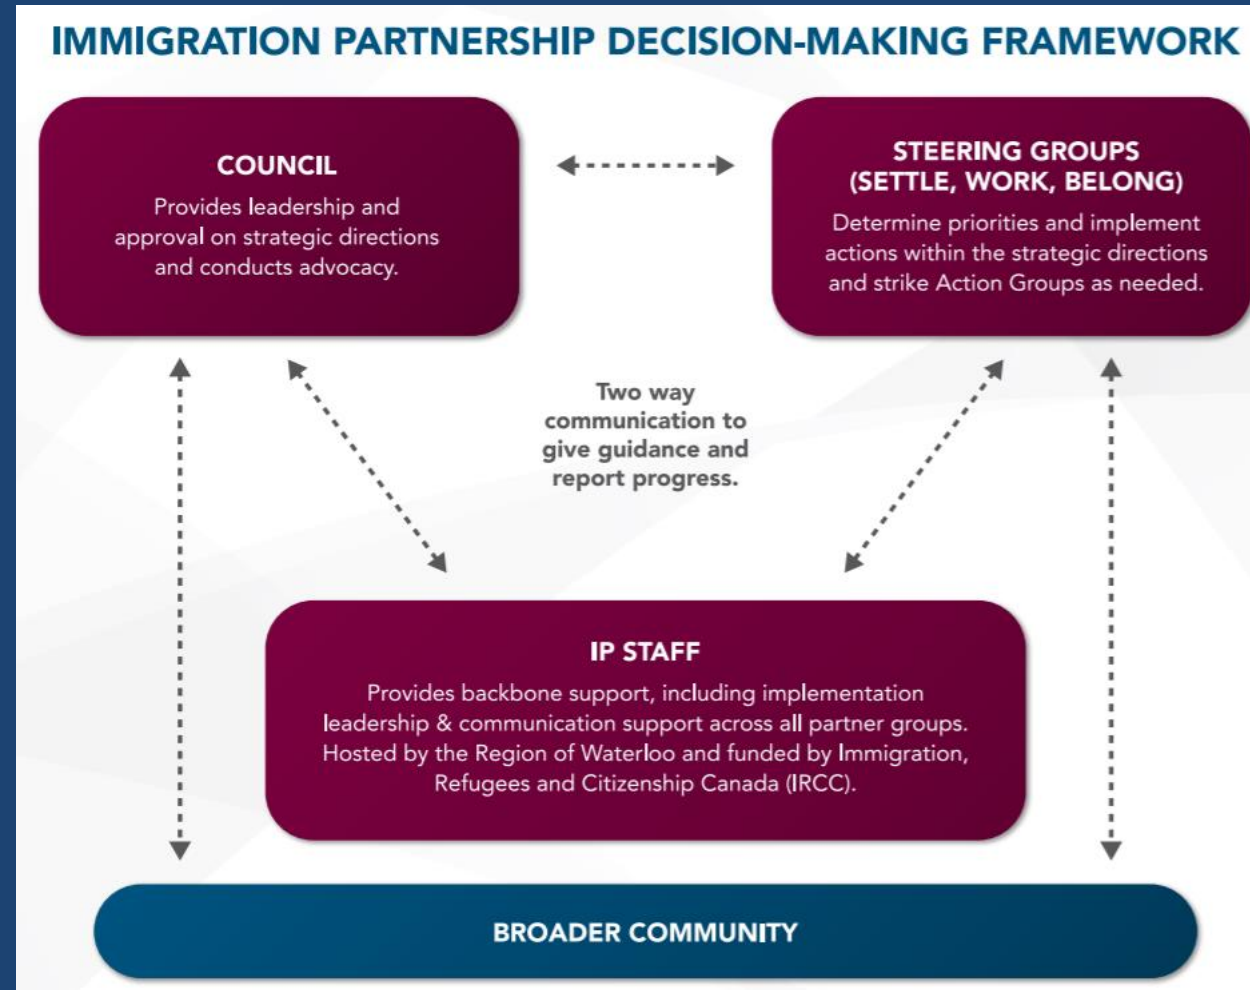 IMMIGRATION PARTNERSHIP DECISION-MAKING FRAMEWORK
COUNCIL
Provides leadership and
approval on strategic directions
and conducts advocacy.
STEERING GROUPS
(SETTLE, WORK, BELONG)
Determine priorities and implement
actions within the strategic directions
and strike Action Groups as needed.
Two way
communication to
give guidance and
report progress.
IP STAFF
Provides backbone support, including implementation
leadership & communication support across all partner groups.
Hosted by the Region of Waterloo and funded by Immigration,
Refugees and Citizenship Canada (IRCC).
BROADER COMMUNITY